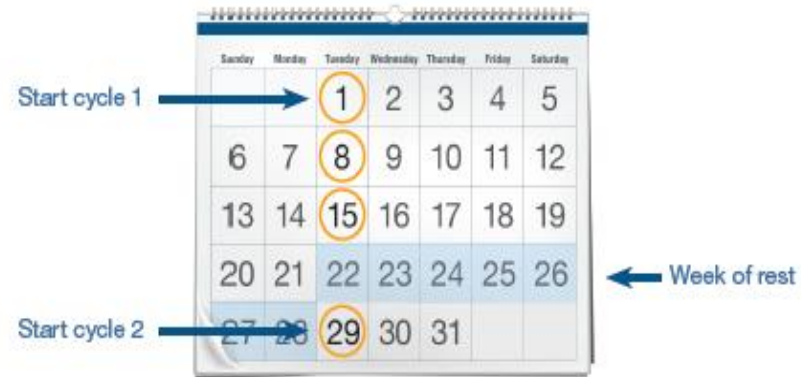 Sunday Monday Tuesday Wednesday Thursday Friday Saturday
Start cycle 1 1 2 3 4 5
6 7 8 9 10 11 12
13 14 15 16 17 18 19
20 21 22 23 24 25 26 Week of rest
Start cycle 2 27 28 29 30 31